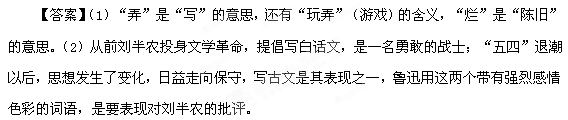 【答案】（1）“弄”是“写”的意思，还有“玩弄”（游戏）的含义，“烂”是“陈旧”
的意思。（2）从前刘半农投身文学革命，提倡写白话文，是一名勇敢的战士；“五四”退潮
以后，思想发生了变化，日益走向保守，写古文是其表现之一，鲁迅用这两个带有强烈感情
色彩的词语，是要表现对刘半农的批评。